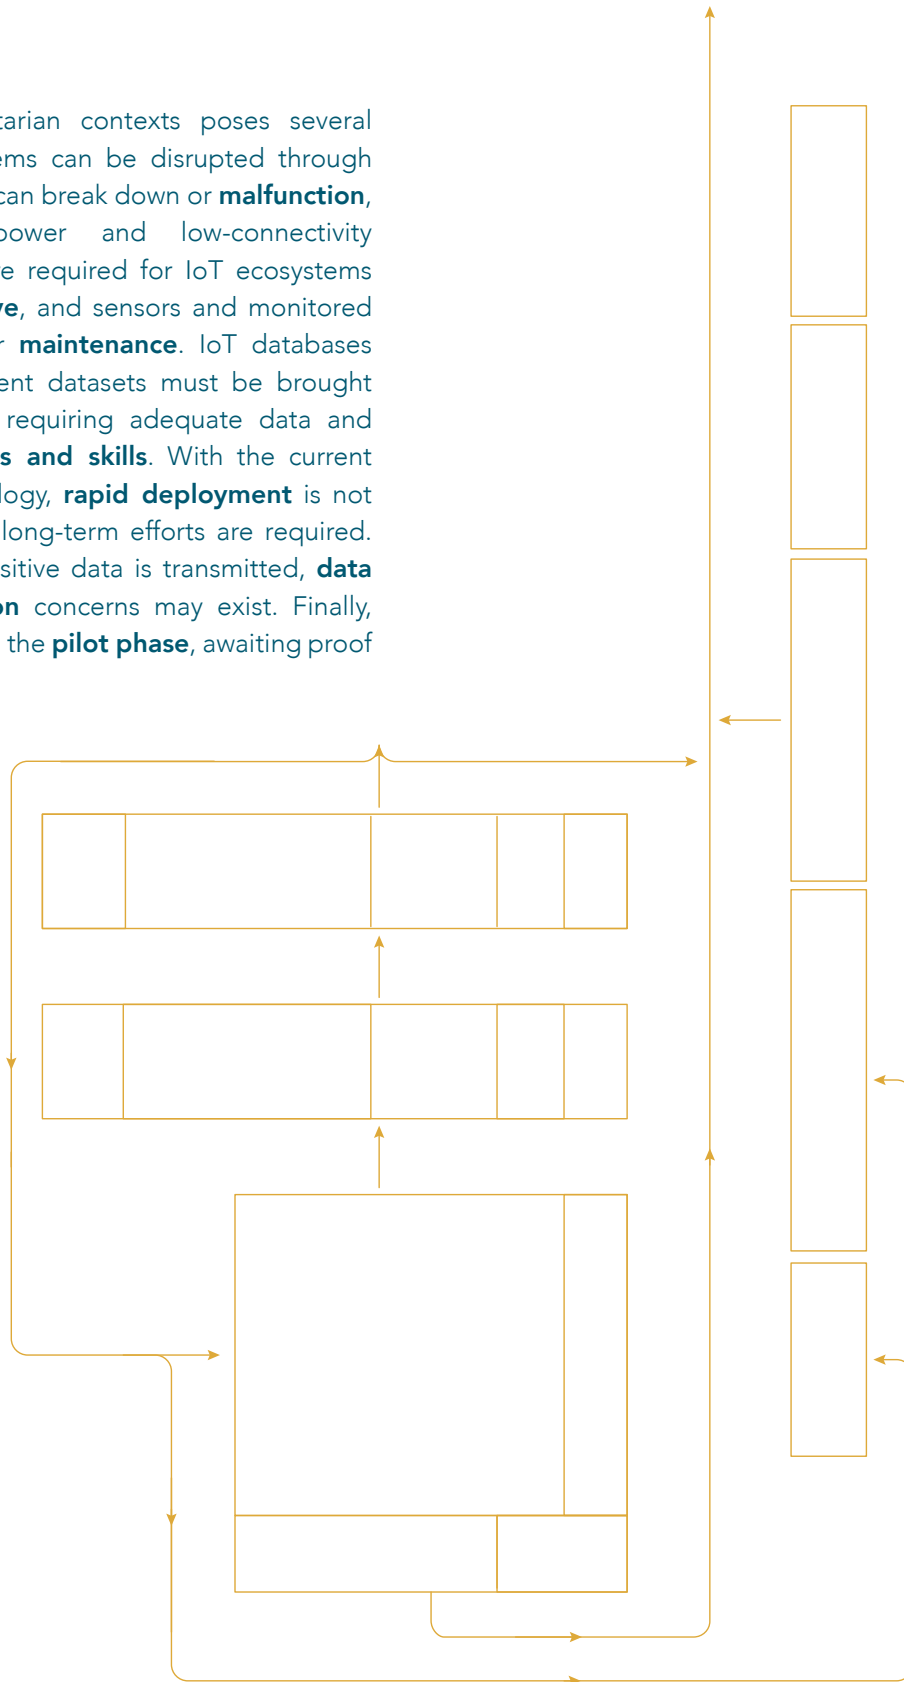 tarian contexts poses several
ems can be disrupted through
can break down or malfunction,
power and low-connectivity
e required for IoT ecosystems
e, and sensors and monitored
r maintenance. IoT databases
ent datasets must be brought
requiring adequate data and
s and skills. With the current
logy, rapid deployment is not
long-term efforts are required.
sitive data is transmitted, data
on concerns may exist. Finally,
the pilot phase, awaiting proof